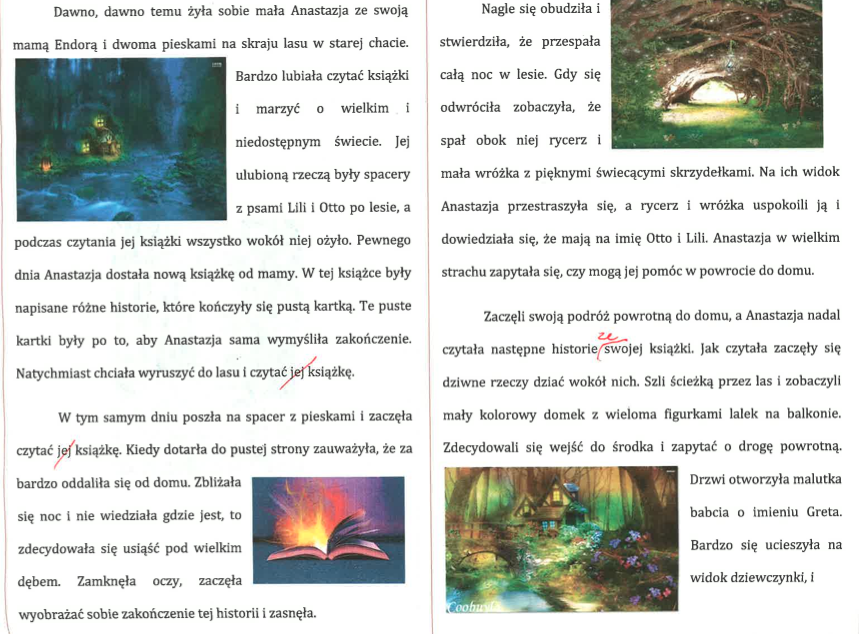 Dawno, dawno temu żyła sobie mała Anastazja ze swoją
mamą Endorą i dwoma pieskami na skraju lasu w starej chacie.
Bardzo lubiała czytać książki
i marzyć o wielkim i
niedostępnym świecie. Jej
ulubioną rzeczą były spacery
z psami Lili i Otto po lesie, a
podczas czytania jej książki wszystko wokół niej ożyło. Pewnego
dnia Anastazja dostała nową książkę od mamy. W tej książce były
napisane różne historie, które kończyły się pustą kartką. Te puste
kartki były po to, aby Anastazja sama wymyśliła zakończenie.
Natychmiast chciała wyruszyć do lasu i czytać jej książkę.
W tym samym dniu poszła na spacer z pieskami i zaczęła
czytać jej książkę. Kiedy dotarła do pustej strony zauważyła, że za
bardzo oddaliła się od domu. Zbliżała
się noc i nie wiedziała gdzie jest, to
zdecydowała się usiąść pod wielkim
dębem. Zamknęła oczy, zaczęła
wyobrażać sobie zakończenie tej historii i zasnęła.
Nagle się obudziła i
stwierdziła, że przespała
całą noc w lesie. Gdy się
odwróciła zobaczyła, że
spał obok niej rycerz i
mała wróżka z pięknymi świecącymi skrzydełkami. Na ich widok
Anastazja przestraszyła się, a rycerz i wróżka uspokoili ją i
dowiedziała się, że mają na imię Otto i Lili. Anastazja w wielkim
strachu zapytała się, czy mogą jej pomóc w powrocie do domu.
Zaczęli swoją podróż powrotną do domu, a Anastazja nadal
ze
czytała następne historie swojej książki. Jak czytała zaczęły się
dziwne rzeczy dziać wokół nich. Szli ścieżką przez las i zobaczyli
mały kolorowy domek z wieloma figurkami lalek na balkonie.
Zdecydowali się wejść do środka i zapytać o drogę powrotną.
Drzwi otworzyła malutka
babcia o imieniu Greta.
Bardzo się ucieszyła na
widok dziewczynki, i